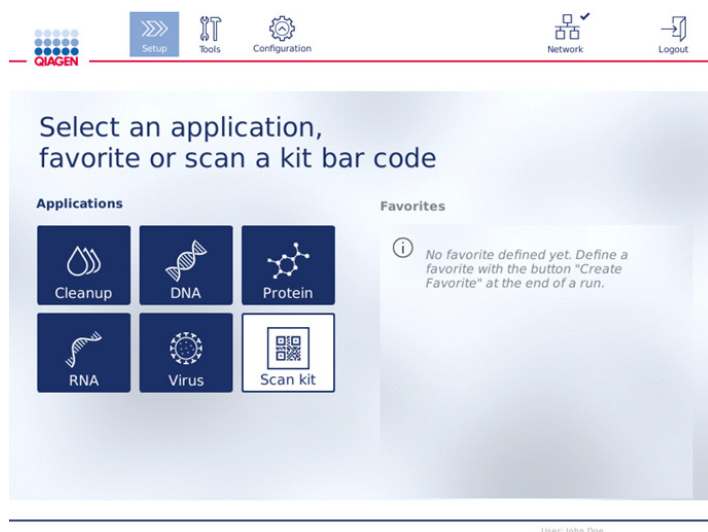 QIAGEN
Setup
Tools
Configuration
Network
Logout
Select an application,
favorite or scan a kit bar code
Applications
Favorites
Cleanup
DNA
Protein
RNA
Virus
Scan kit
No favorite defined yet. Define a
favorite with the button "Create
Favorite" at the end of a run.
User: John Doe